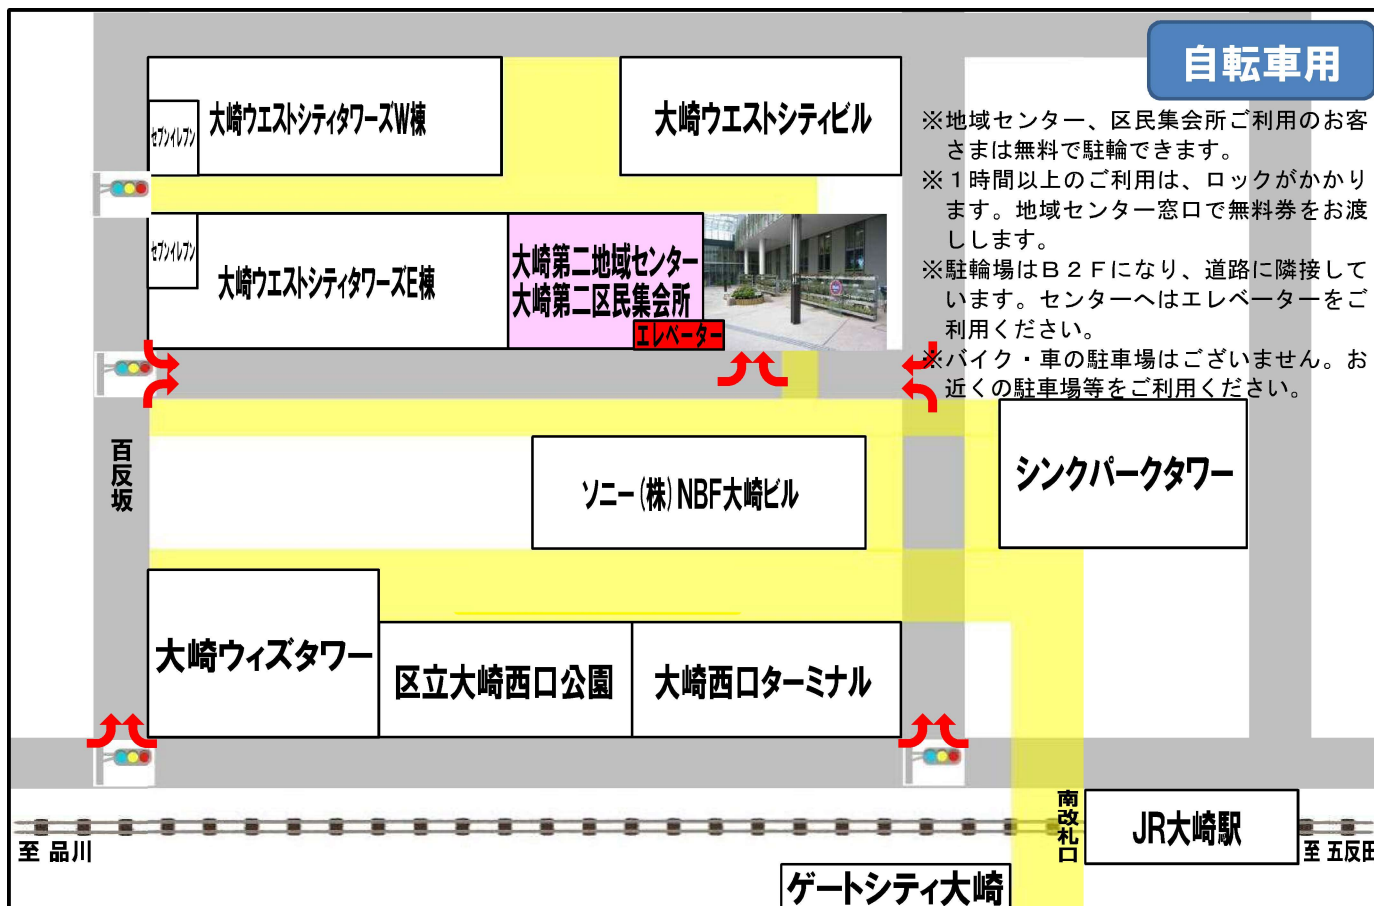 自転車用
※地域センター、区民集会所ご利用のお客
さまは無料で駐輪できます。
※１時間以上のご利用は、ロックがかかり
ます。地域センター窓口で無料券をお渡
しします。
※駐輪場はＢ２Ｆになり、道路に隣接して
います。センターへはエレベーターをご
利用ください。
※バイク・車の駐車場はございません。お
近くの駐車場等をご利用ください。
セブンイレブン
大崎ウエストシティタワーズW棟
大崎ウエストシティビル
セブンイレブン
大崎ウエストシティタワーズE棟
大崎第二地域センター
大崎第二区民集会所
エレベーター
百反坂
ソニー(株)NBF大崎ビル
シンクパークタワー
大崎ウィズタワー
区立大崎西口公園
大崎西口ターミナル
南改札口
JR大崎駅
至 品川
至 五反田
ゲートシティ大崎